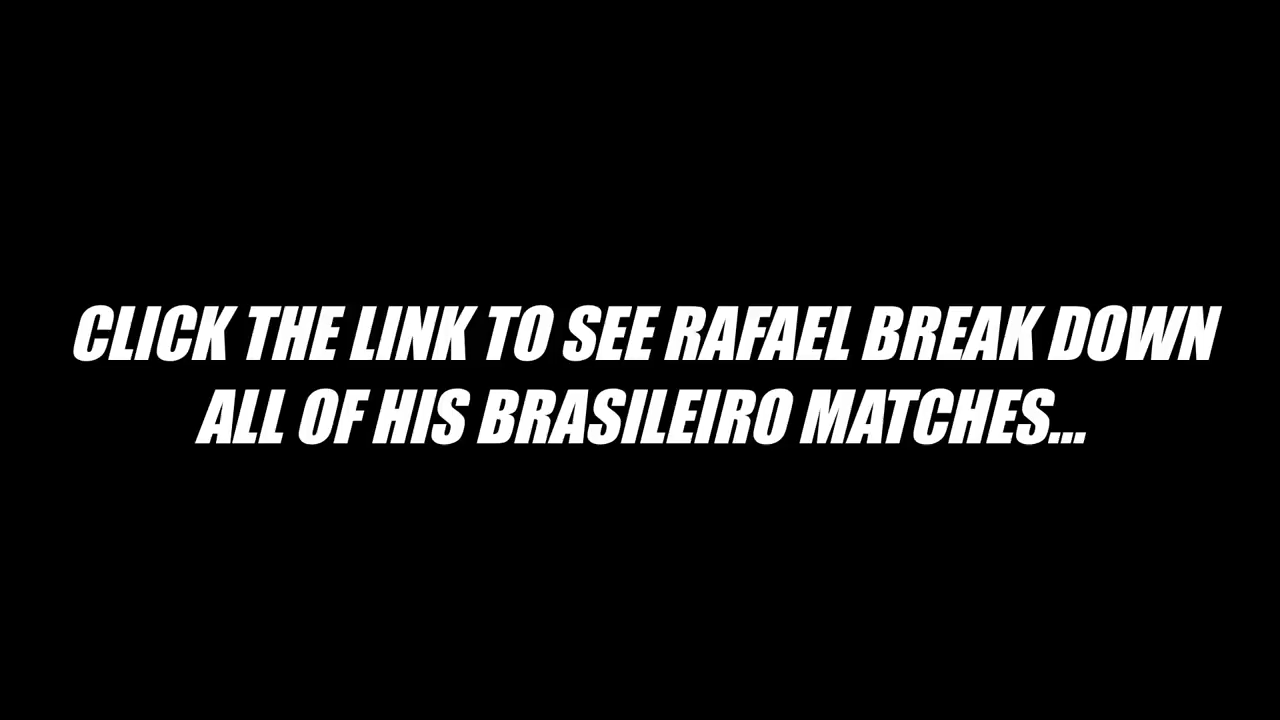 CLICK THE LINK TO SEE RAFAEL BREAK DOWN
ALL OF HIS BRASILEIRO MATCHES...